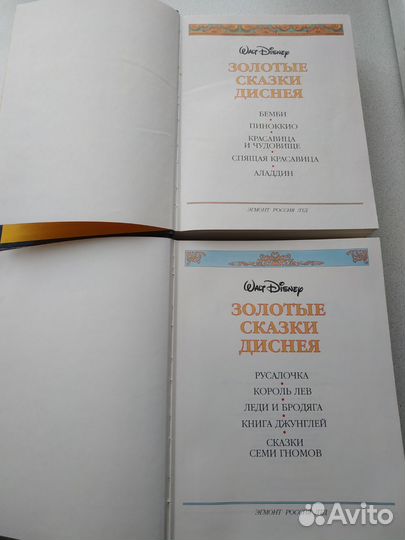 Walt Disney
ЗОЛОТЫЕ
СКАЗКИ
ДИСНЕЯ
БЕМБИ
ПИНОККИО
КРАСАВИЦА
И ЧУДОВИЩЕ
СПЯЩАЯ КРАСАВИЦА
АЛАДДИН
ЭГМОНТ РОССИЯ ЛТД
Walt Disney
ЗОЛОТЫЕ
СКАЗКИ
ДИСНЕЯ
РУСАЛОЧКА
КОРОЛЬ ЛЕВ
ЛЕДИ И БРОДЯГА
КНИГА ДЖУНГЛЕЙ
СКАЗКИ
СЕМИ ГНОМОВ
ЭГМОНТ РОССИЯ ЛТД
Avito